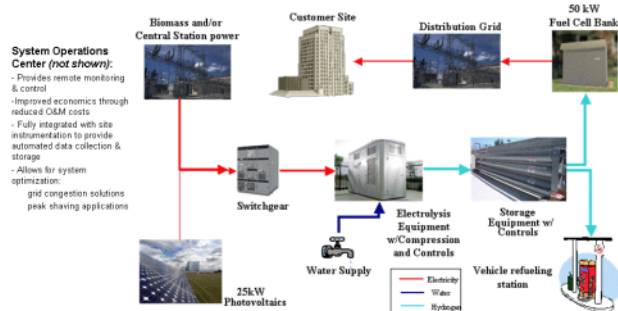 Biomass and/or
Central Station power
Customer Site
Distribution Grid
50 kW
Fuel Cell Bank
System Operations
Center (not shown):
- Provides remote monitoring
& control
-Improved economics through
reduced O&M costs
- Fully integrated with site
instrumentation to provide
automated data collection &
storage
- Allows for system
optimization:
grid congestion solutions
peak shaving applications
Switchgear
Electrolysis
Equipment
w/Compression
and Controls
Storage
Equipment w/
Controls
Water Supply
25kW
Photovoltaics
Electricity
Water
Hydrogen
Vehicle refueling
station